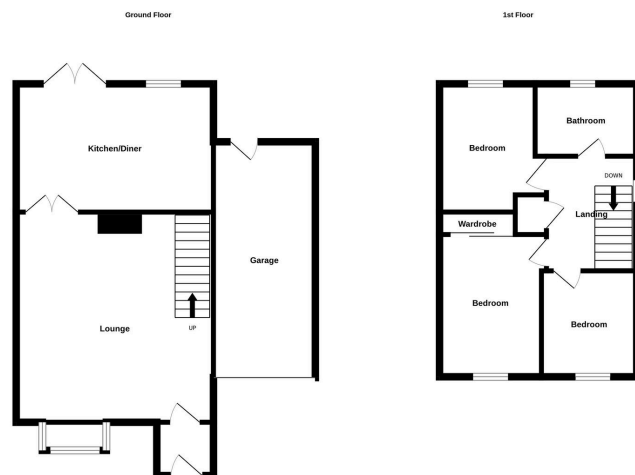 Ground Floor
Kitchen/Diner
Lounge
UP
Garage
1st Floor
Bedroom
Bathroom
DOWN
Landing
Wardrobe
Bedroom
Bedroom